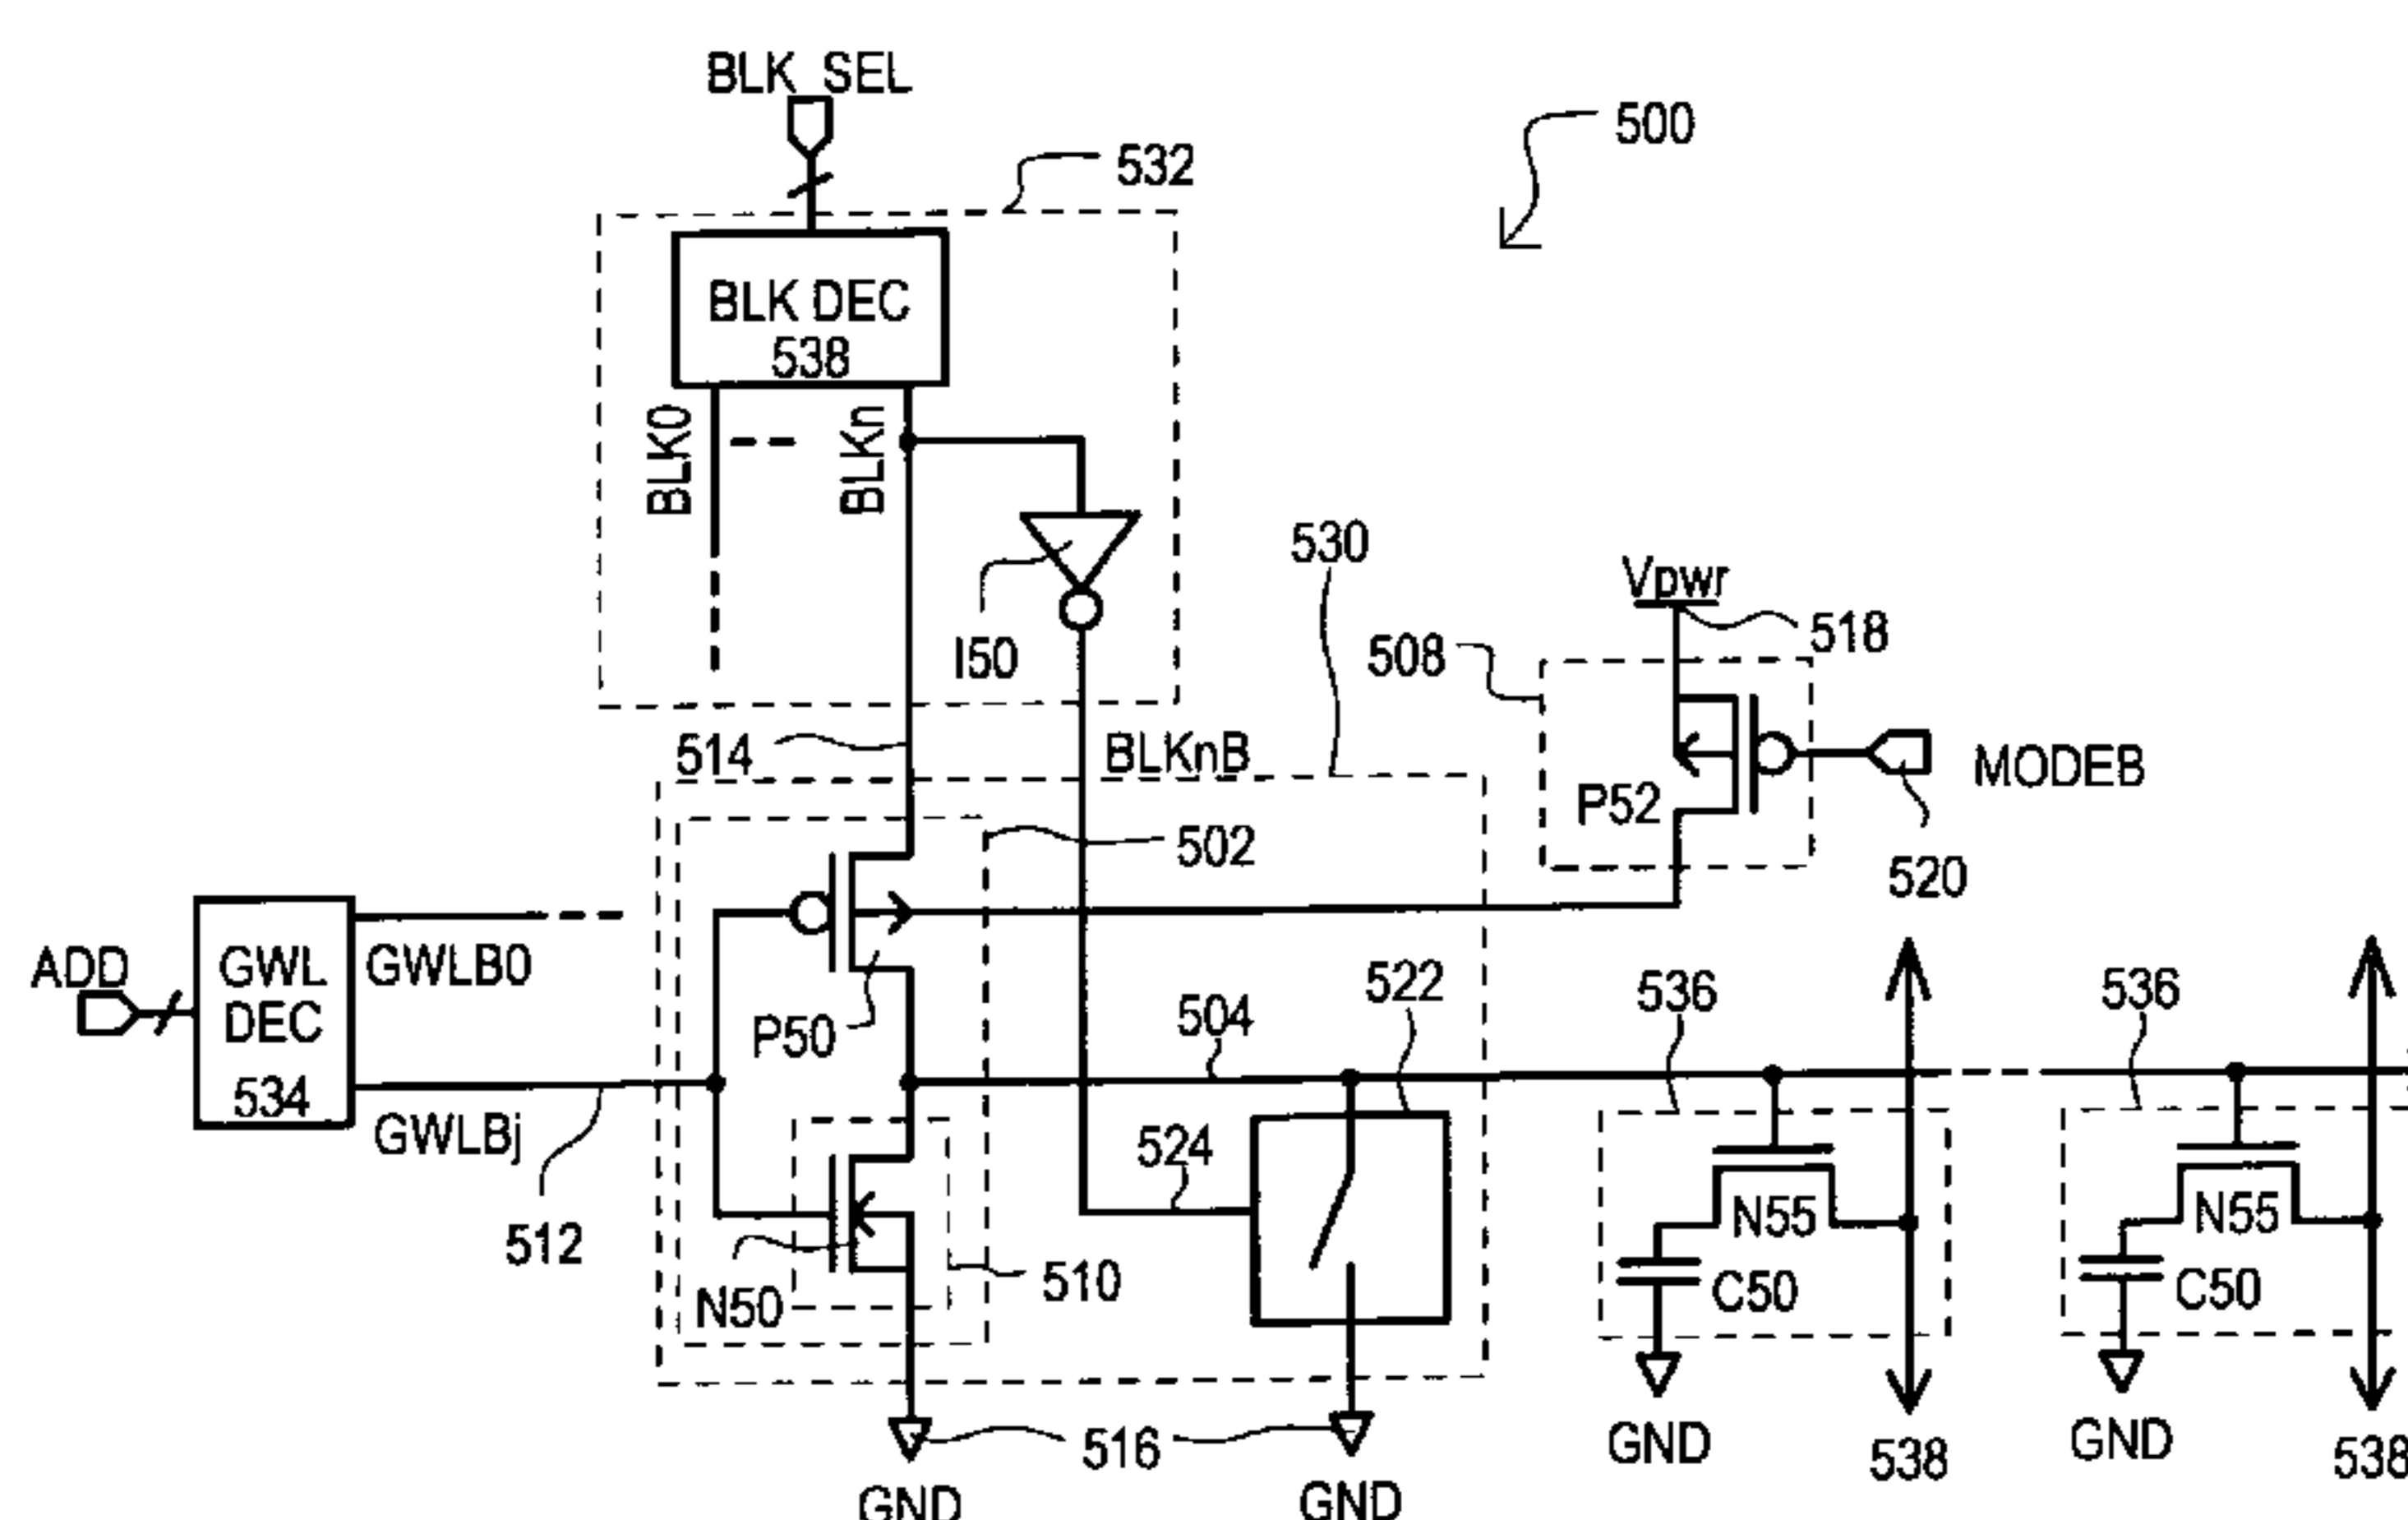 BLK SEL
500
532
BLK DEC
538
BLK0
BLKn
I50
530
Vpwr
518
508
514
BLKnB
P52
MODEB
502
520
ADD
GWL
DEC
534
GWLB0
P50
504
522
536
536
GWLBj
524
512
N50
510
N55
C50
N55
C50
516
GND
GND
GND
538
GND
538